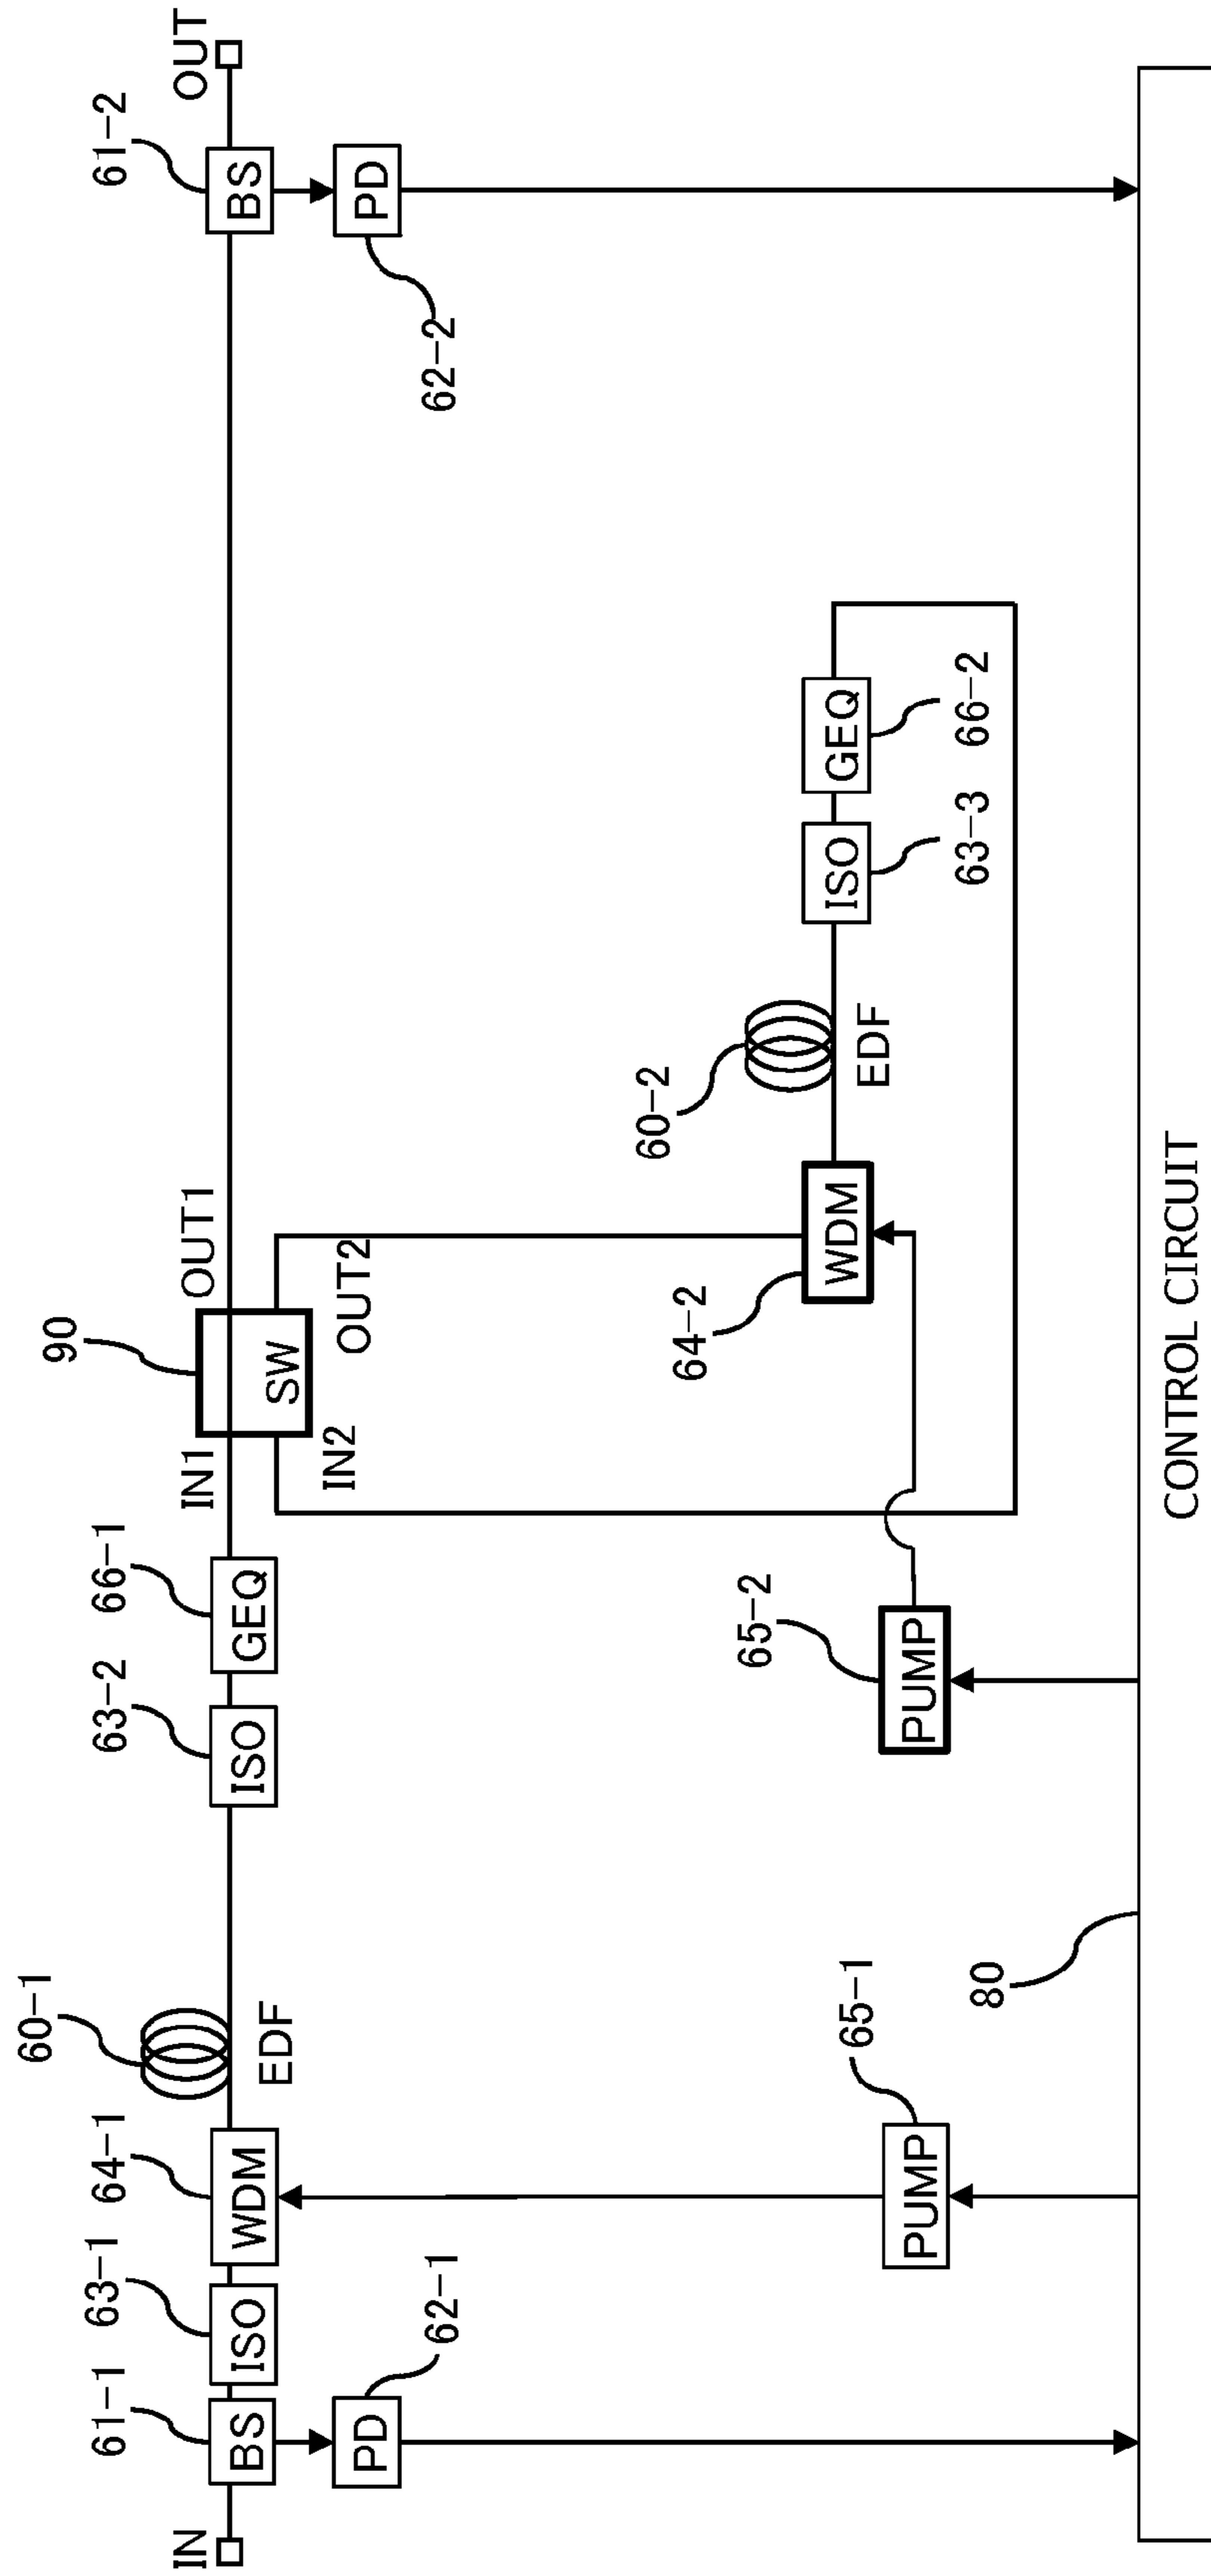 60-1
90
61-1
63-1
64-1
63-2
66-1
61-2
IN
IN1
OUT1
OUT
BS
ISO
WDM
EDF
ISO
GEQ
SW
BS
IN2
OUT2
PD
PD
62-1
62-2
60-2
64-2
65-2
WDM
ISO
GEQ
EDF
65-1
PUMP
PUMP
63-3
66-2
80
CONTROL CIRCUIT